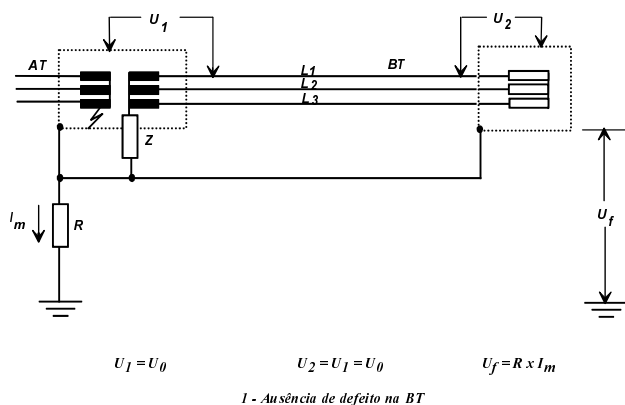 U1
U2
AT
L1
BT
L2
L3
Z
Im
R
Uf
U1 = U0
U2 = U1 = U0
Uf = R x Im
1 - Ausência de defeito na BT